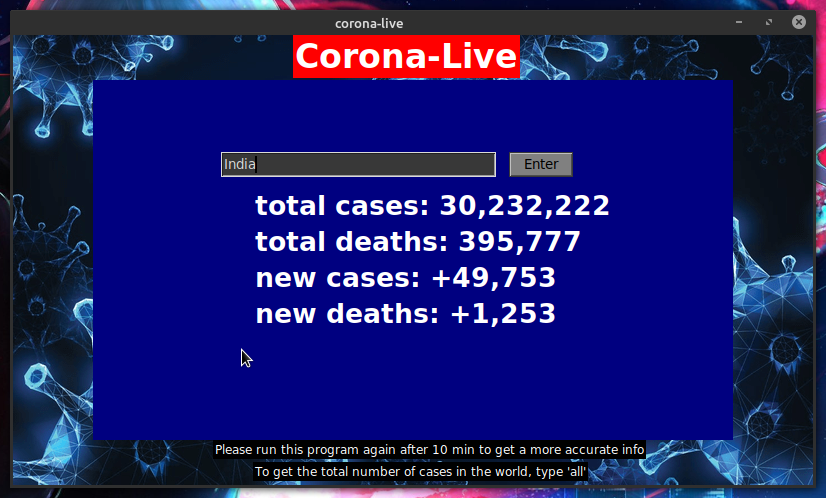 corona-live
Corona-Live
India
Enter
total cases: 30,232,222
total deaths: 395,777
new cases: +49,753
new deaths: +1,253
Please run this program again after 10 min to get a more accurate info
To get the total number of cases in the world, type 'all'